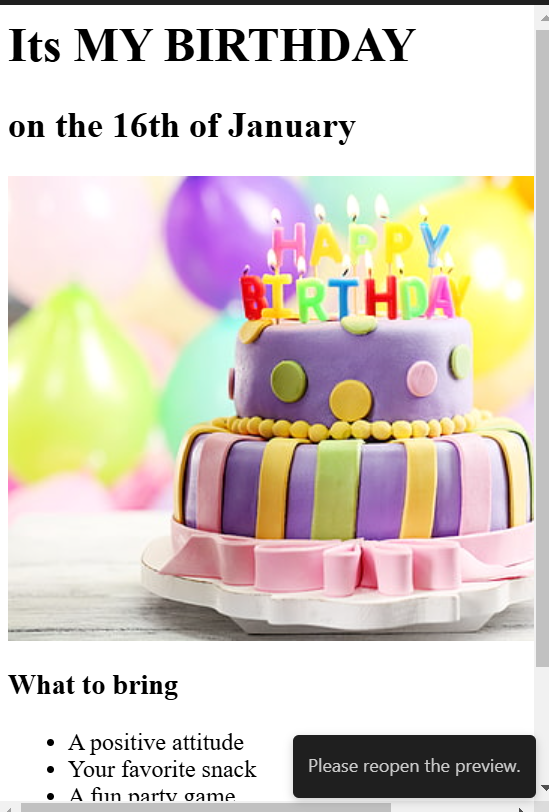 Its MY BIRTHDAY
on the 16th of January
HAPPY
BIRTHDAY
What to bring
A positive attitude
Your favorite snack
A fun party game
Please reopen the preview.